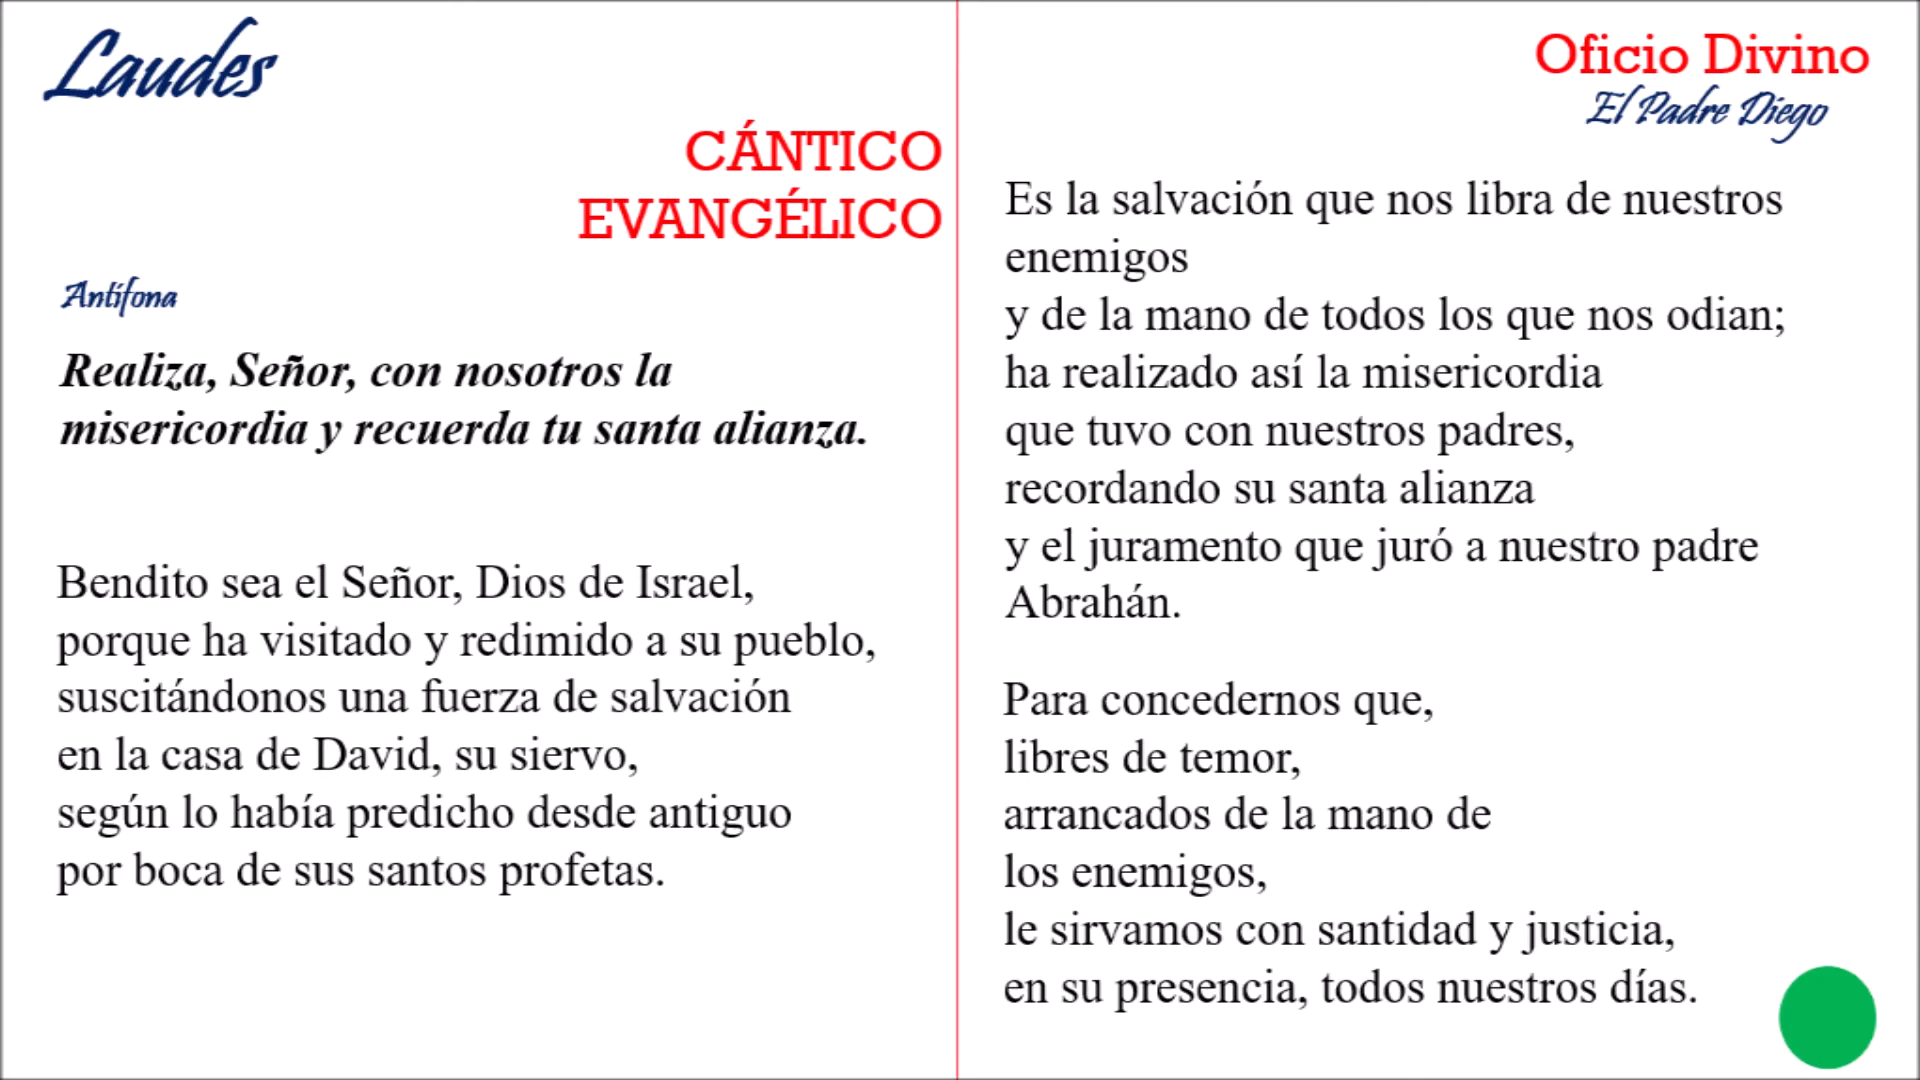 Laudes
CÁNTICO
EVANGÉLICO
Antífona
Realiza, Señor, con nosotros la
misericordia y recuerda tu santa alianza.
Bendito sea el Señor, Dios de Israel,
porque ha visitado y redimido a su pueblo,
suscitándonos una fuerza de salvación
en la casa de David, su siervo,
según lo había predicho desde antiguo
por boca de sus santos profetas.
Oficio Divino
El Padre Diego
Es la salvación que nos libra de nuestros
enemigos
y de la mano de todos los que nos odian;
ha realizado así la misericordia
que tuvo con nuestros padres,
recordando su santa alianza
y el juramento que juró a nuestro padre
Abrahán.
Para concedernos que,
libres de temor,
arrancados de la mano de
los enemigos,
le sirvamos con santidad y justicia,
en su presencia, todos nuestros días.